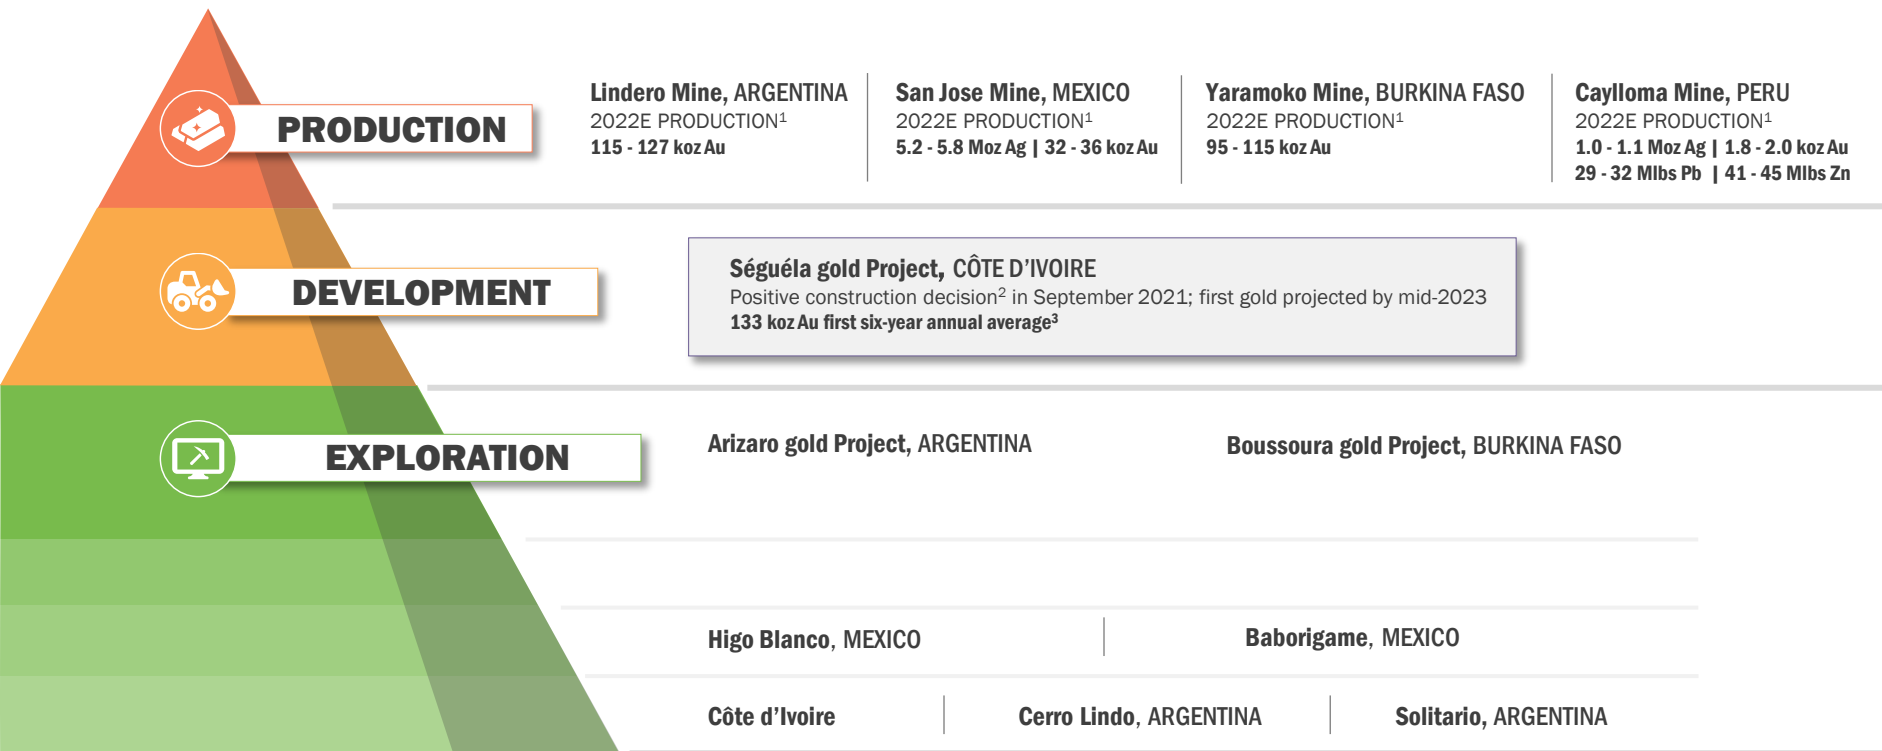 PRODUCTION
Lindero Mine, ARGENTINA
2022E PRODUCTION¹
115 - 127 koz Au
San Jose Mine, MEXICO
2022E PRODUCTION¹
5.2 - 5.8 Moz Ag | 32 - 36 koz Au
Yaramoko Mine, BURKINA FASO
2022E PRODUCTION¹
95 - 115 koz Au
Caylloma Mine, PERU
2022E PRODUCTION¹
1.0 - 1.1 Moz Ag | 1.8 - 2.0 koz Au
29 - 32 Mlbs Pb | 41 - 45 Mlbs Zn
DEVELOPMENT
Séguéla gold Project, CÔTE D’IVOIRE
Positive construction decision² in September 2021; first gold projected by mid-2023
133 koz Au first six-year annual average³
EXPLORATION
Arizaro gold Project, ARGENTINA
Boussoura gold Project, BURKINA FASO
Higo Blanco, MEXICO
Baborigame, MEXICO
Côte d’Ivoire
Cerro Lindo, ARGENTINA
Solitario, ARGENTINA